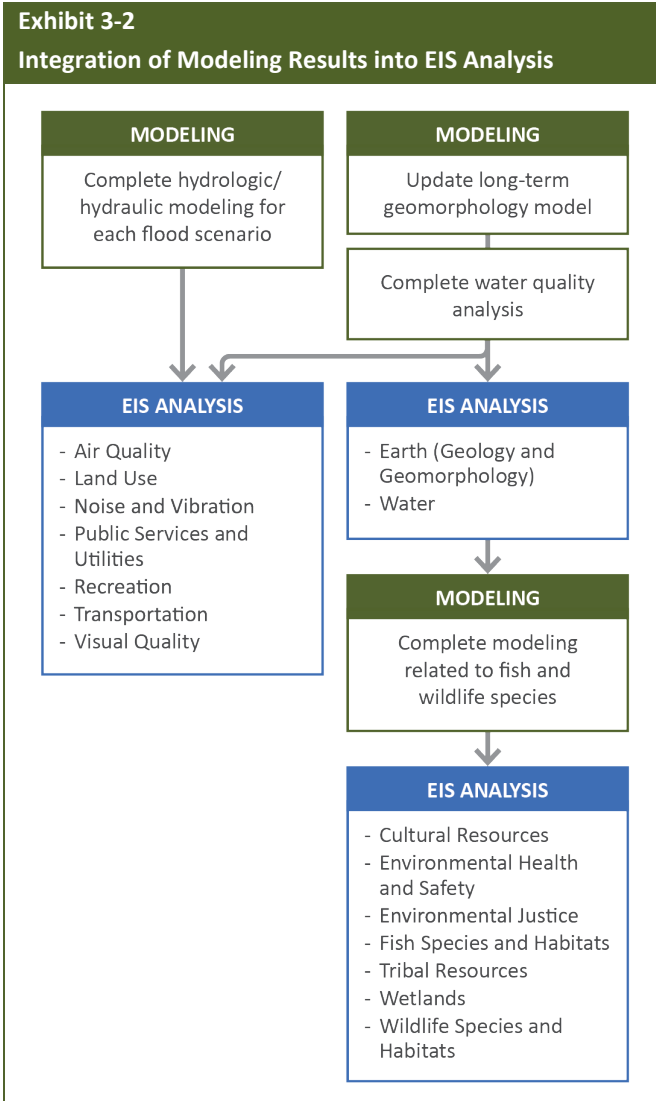 Exhibit 3-2
Integration of Modeling Results into EIS Analysis
MODELING
Complete hydrologic/
hydraulic modeling for
each flood scenario
MODELING
Update long-term
geomorphology model
Complete water quality
analysis
EIS ANALYSIS
- Air Quality
- Land Use
- Noise and Vibration
- Public Services and
Utilities
- Recreation
- Transportation
- Visual Quality
EIS ANALYSIS
- Earth (Geology and
Geomorphology)
- Water
MODELING
Complete modeling
related to fish and
wildlife species
EIS ANALYSIS
- Cultural Resources
- Environmental Health
and Safety
- Environmental Justice
- Fish Species and Habitats
- Tribal Resources
- Wetlands
- Wildlife Species and
Habitats